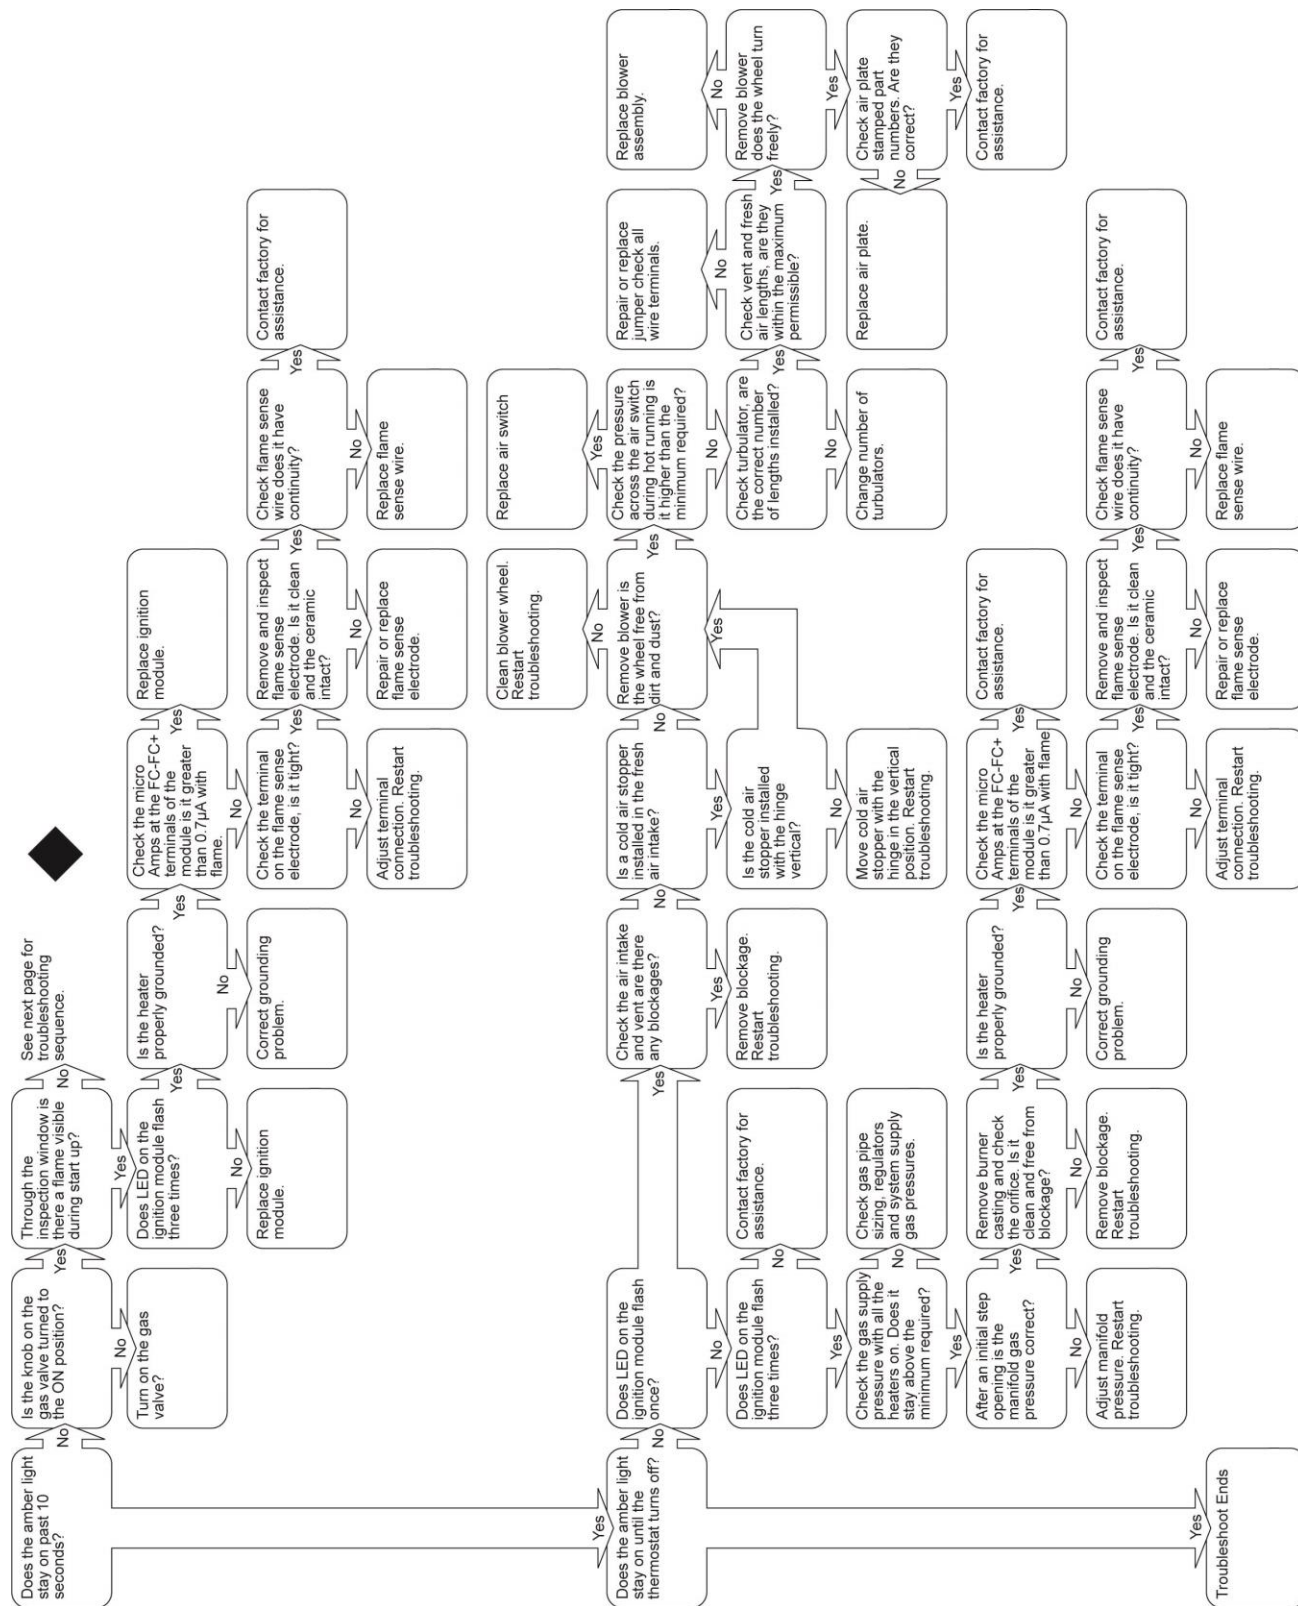 Does the amber light
stay on past 10
seconds?
No
Is the knob on the
gas valve turned to
the ON position?
Yes
Through the
inspection window is
there a flame visible
during start up?
No
See next page for
troubleshooting
sequence.
No
Turn on the gas
valve?
Yes
Does LED on the
ignition module flash
three times?
Yes
Is the heater
properly grounded?
Yes
Check the micro
Amps at the FC-FC+
terminals of the
module is it greater
than 0.7µA with
flame.
Yes
Replace ignition
module.
No
Replace ignition
module.
No
Correct grounding
problem.
No
Check the terminal
on the flame sense
electrode, is it tight?
Yes
Remove and inspect
flame sense
electrode. Is it clean
and the ceramic
intact?
Yes
Check flame sense
wire does it have
continuity?
Yes
Contact factory for
assistance.
No
Adjust terminal
connection. Restart
troubleshooting.
No
Repair or replace
flame sense
electrode.
No
Replace flame
sense wire.
Yes
Does the amber light
stay on until the
thermostat turns off?
No
Does LED on the
ignition module flash
once?
Yes
Check the air intake
and vent are there
any blockages?
No
Is a cold air stopper
installed in the fresh
air intake?
No
Remove blower is
the wheel free from
dirt and dust?
No
Clean blower wheel.
Restart
troubleshooting.
Yes
Check the pressure
across the air switch
during hot running is
it higher than the
minimum required?
Yes
Replace air switch
Yes
Remove blockage.
Restart
troubleshooting.
Yes
Is the cold air
stopper installed
with the hinge
vertical?
Yes
No
Move cold air
stopper with the
hinge in the vertical
position. Restart
troubleshooting.
No
Check turbulator, are
the correct number
of lengths installed?
Yes
Check vent and fresh
air lengths, are they
within the maximum
permissible?
No
Repair or replace
jumper check all
wire terminals.
Yes
Remove blower
does the wheel turn
freely?
No
Replace blower
assembly.
No
Change number of
turbulators.
Yes
Check air plate
stamped part
numbers. Are they
correct?
No
Replace air plate.
Yes
Contact factory for
assistance.
No
Does LED on the
ignition module flash
three times?
No
Contact factory for
assistance.
Yes
Check the gas supply
pressure with all the
heaters on. Does it
stay above the
minimum required?
No
Check gas pipe
sizing, regulators
and system supply
gas pressures.
Yes
After an initial step
opening is the
manifold gas
pressure correct?
Yes
Remove burner
casting and check
the orifice. Is it
clean and free from
blockage?
Yes
Is the heater
properly grounded?
Yes
Check the micro
Amps at the FC-FC+
terminals of the
module is it greater
than 0.7µA with flame
Yes
Contact factory for
assistance.
No
Adjust manifold
pressure. Restart
troubleshooting.
No
Remove blockage.
Restart
troubleshooting.
No
Correct grounding
problem.
No
Check the terminal
on the flame sense
electrode, is it tight?
Yes
Remove and inspect
flame sense
electrode. Is it clean
and the ceramic
intact?
Yes
Check flame sense
wire does it have
continuity?
Yes
Contact factory for
assistance.
No
Adjust terminal
connection. Restart
troubleshooting.
No
Repair or replace
flame sense
electrode.
No
Replace flame
sense wire.
Yes
Troubleshoot Ends